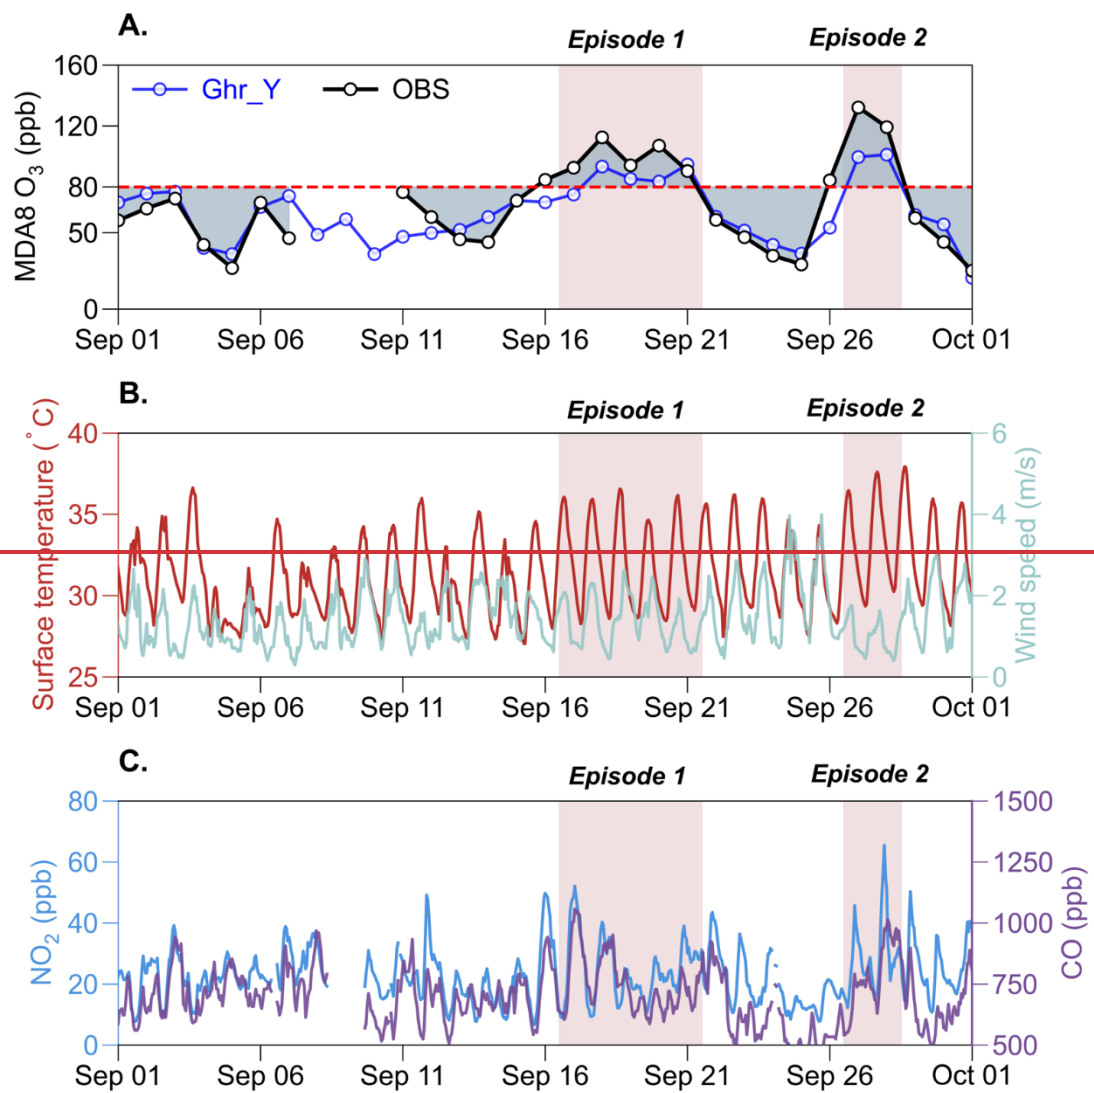 A.
Episode 1 Episode 2
Ghr_Y OBS
MDA8 O3 (ppb)
160
120
80
50
0
Sep 01 Sep 06 Sep 11 Sep 16 Sep 21 Sep 26 Oct 01
B.
Episode 1 Episode 2
Surface temperature (°C)
40
35
30
25
Wind speed (m/s)
6
4
2
0
Sep 01 Sep 06 Sep 11 Sep 16 Sep 21 Sep 26 Oct 01
C.
Episode 1 Episode 2
NO2 (ppb)
80
60
40
20
0
CO (ppb)
1500
1250
1000
750
500
Sep 01 Sep 06 Sep 11 Sep 16 Sep 21 Sep 26 Oct 01